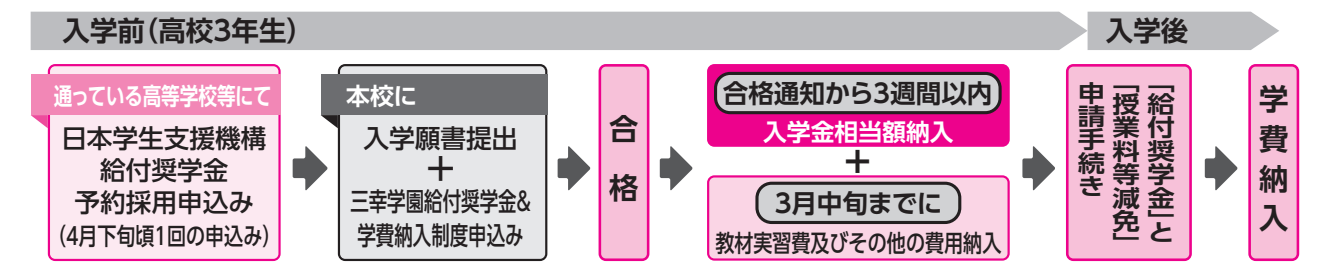 入学前(高校3年生)
入学後
通っている高等学校等にて
日本学生支援機構
給付奨学金
予約採用申込み
(4月下旬頃1回の申込み)
本校に
入学願書提出
+
三幸学園給付奨学金&
学費納入制度申込み
合格
合格通知から3週間以内
入学金相当額納入
+
3月中旬までに
教材実習費及びその他の費用納入
「給付奨学金」と
「授業料等減免」
申請手続き
学費納入